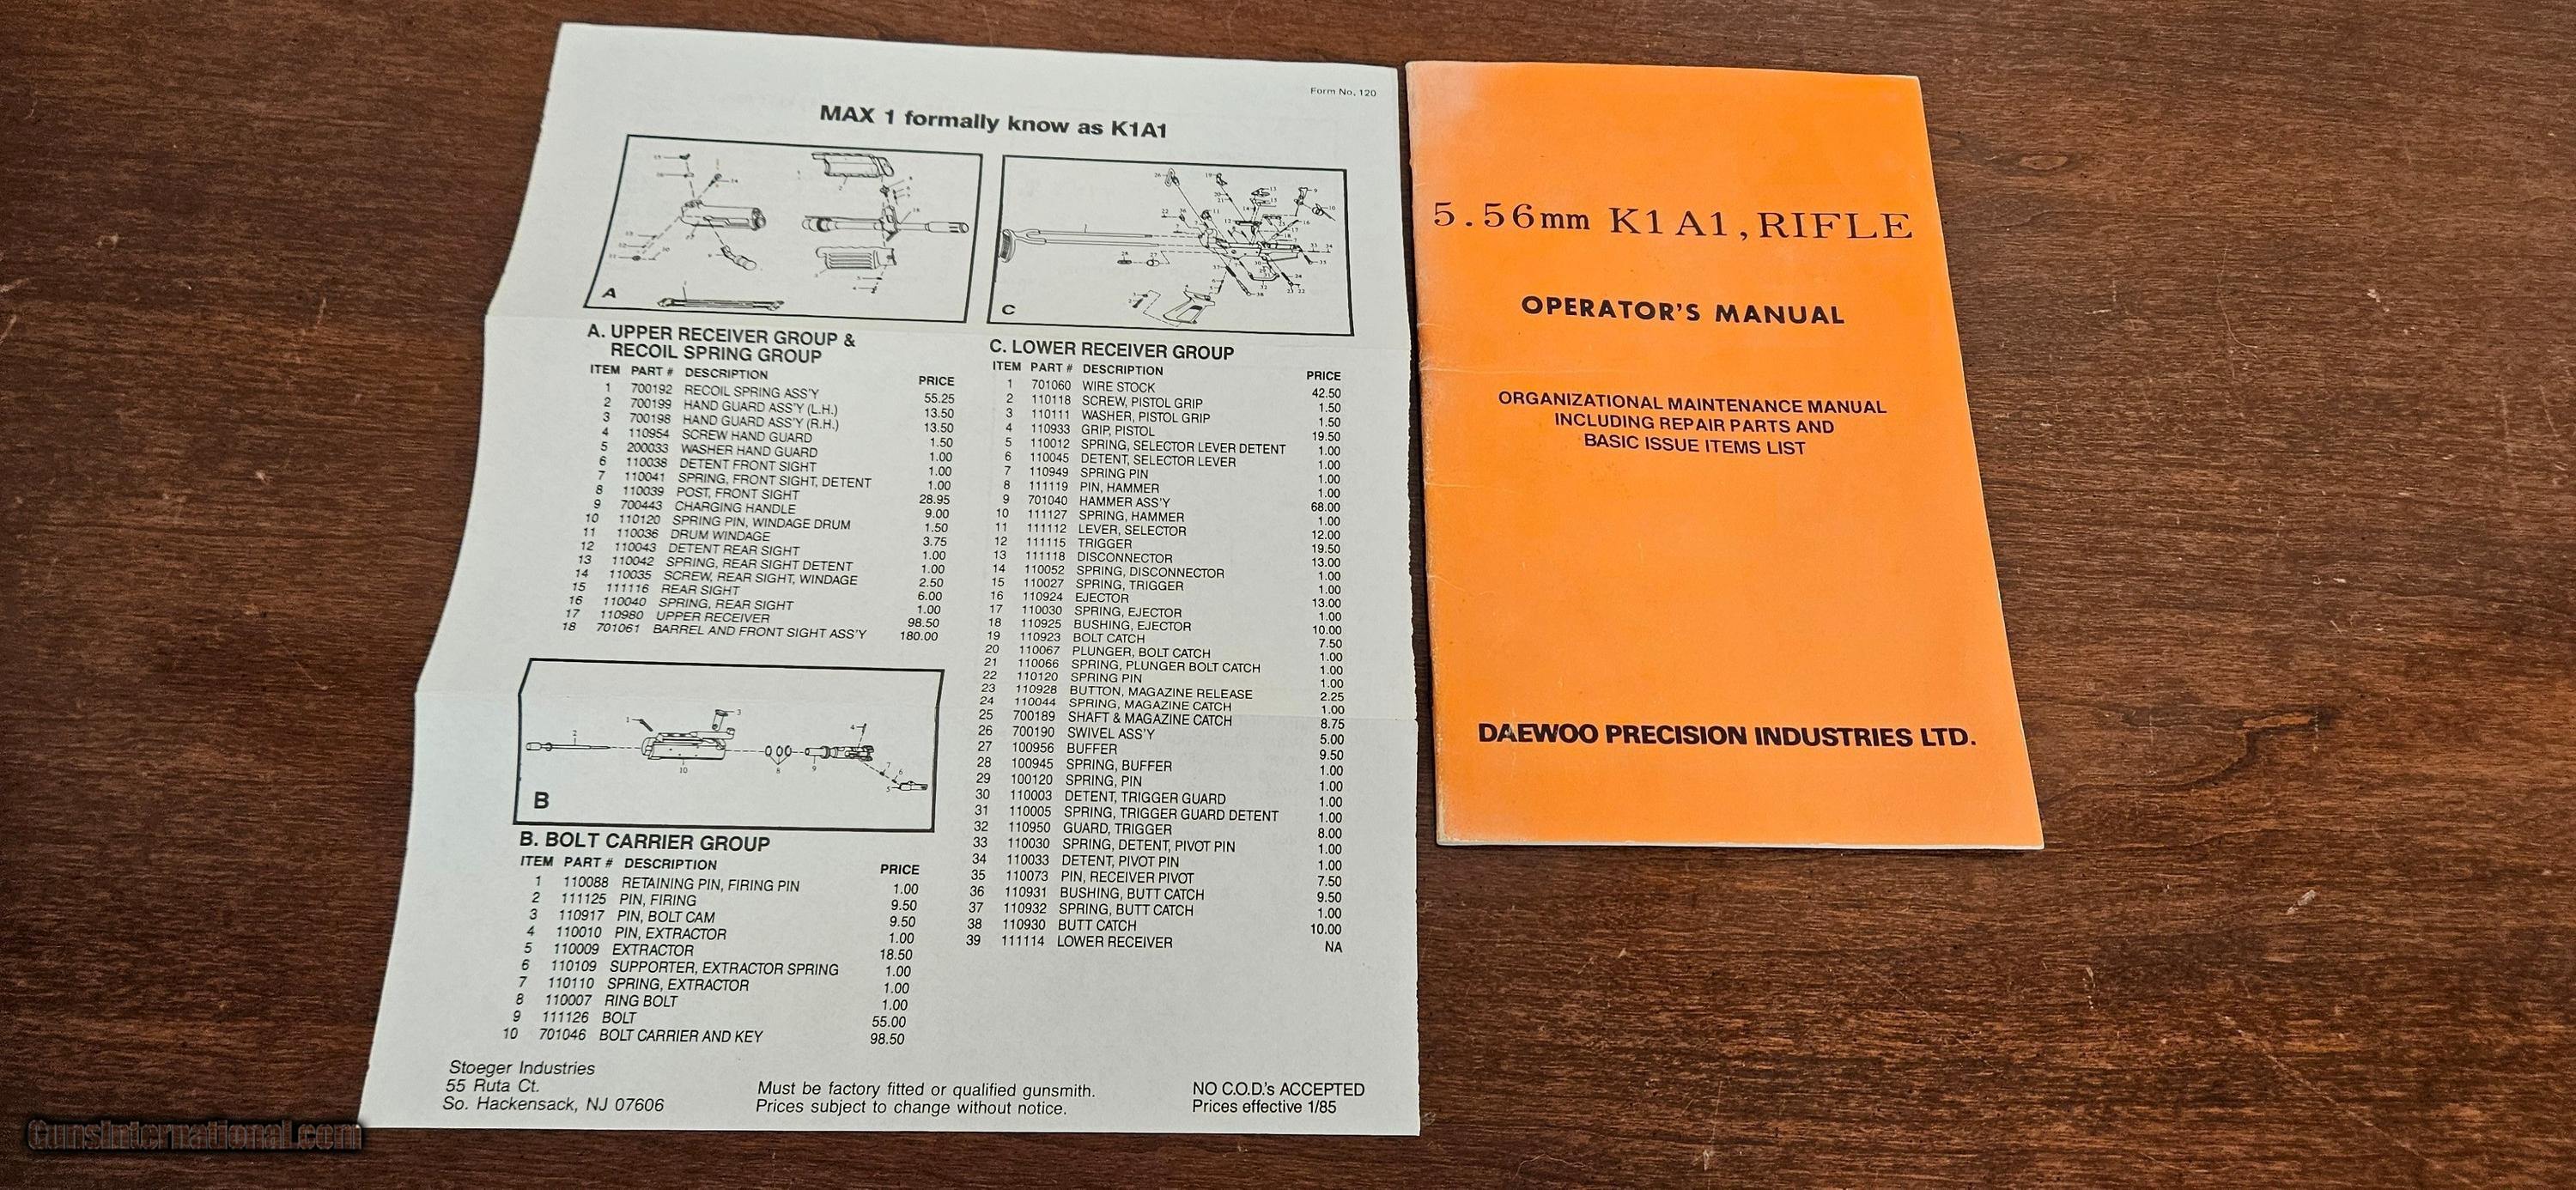 Form No. 120
MAX 1 formally know as K1A1
A
C
A. UPPER RECEIVER GROUP &
RECOIL SPRING GROUP
ITEM PART # DESCRIPTION PRICE
1 700192 RECOIL SPRING ASS'Y 55.25
2 700199 HAND GUARD ASS'Y (L.H.) 13.50
3 700198 HAND GUARD ASS'Y (R.H.) 13.50
4 110954 SCREW HAND GUARD 1.50
5 200033 WASHER HAND GUARD 1.00
6 110038 DETENT FRONT SIGHT 1.00
7 110041 SPRING, FRONT SIGHT, DETENT 1.00
8 110039 POST, FRONT SIGHT 28.95
9 700443 CHARGING HANDLE 9.00
10 110120 SPRING PIN, WINDAGE DRUM 1.50
11 110036 DRUM WINDAGE 3.75
12 110043 DETENT REAR SIGHT 1.00
13 110042 SPRING, REAR SIGHT DETENT 1.00
14 110035 SCREW, REAR SIGHT, WINDAGE 2.50
15 111116 REAR SIGHT 6.00
16 110040 SPRING, REAR SIGHT 1.00
17 110980 UPPER RECEIVER 98.50
18 701061 BARREL AND FRONT SIGHT ASS'Y 180.00
B
B. BOLT CARRIER GROUP
ITEM PART # DESCRIPTION PRICE
1 110088 RETAINING PIN, FIRING PIN 1.00
2 111125 PIN, FIRING 9.50
3 110917 PIN, BOLT CAM 9.50
4 110010 PIN, EXTRACTOR 1.00
5 110009 EXTRACTOR 18.50
6 110109 SUPPORTER, EXTRACTOR SPRING 1.00
7 110110 SPRING, EXTRACTOR 1.00
8 110007 RING BOLT 1.00
9 111126 BOLT 55.00
10 701046 BOLT CARRIER AND KEY 98.50
C. LOWER RECEIVER GROUP
ITEM PART # DESCRIPTION PRICE
1 701060 WIRE STOCK 42.50
2 110118 SCREW, PISTOL GRIP 1.50
3 110111 WASHER, PISTOL GRIP 1.50
4 110933 GRIP, PISTOL 19.50
5 110012 SPRING, SELECTOR LEVER DETENT 1.00
6 110045 DETENT, SELECTOR LEVER 1.00
7 110949 SPRING PIN 1.00
8 111119 PIN, HAMMER 1.00
9 701040 HAMMER ASS'Y 68.00
10 111127 SPRING, HAMMER 1.00
11 111112 LEVER, SELECTOR 12.00
12 111115 TRIGGER 19.50
13 111118 DISCONNECTOR 13.00
14 110052 SPRING, DISCONNECTOR 1.00
15 110027 SPRING, TRIGGER 1.00
16 110924 EJECTOR 13.00
17 110030 SPRING, EJECTOR 1.00
18 110925 BUSHING, EJECTOR 10.00
19 110923 BOLT CATCH 7.50
20 110067 PLUNGER, BOLT CATCH 1.00
21 110066 SPRING, PLUNGER BOLT CATCH 1.00
22 110120 SPRING PIN 1.00
23 110928 BUTTON, MAGAZINE RELEASE 2.25
24 110044 SPRING, MAGAZINE CATCH 1.00
25 700189 SHAFT & MAGAZINE CATCH 8.75
26 700190 SWIVEL ASS'Y 5.00
27 100956 BUFFER 9.50
28 100945 SPRING, BUFFER 1.00
29 100120 SPRING, PIN 1.00
30 110003 DETENT, TRIGGER GUARD 1.00
31 110005 SPRING, TRIGGER GUARD DETENT 1.00
32 110950 GUARD, TRIGGER 8.00
33 110030 SPRING, DETENT, PIVOT PIN 1.00
34 110033 DETENT, PIVOT PIN 1.00
35 110073 PIN, RECEIVER PIVOT 7.50
36 110931 BUSHING, BUTT CATCH 9.50
37 110932 SPRING, BUTT CATCH 1.00
38 110930 BUTT CATCH 10.00
39 111114 LOWER RECEIVER NA
Stoeger Industries
55 Ruta Ct.
So. Hackensack, NJ 07606
Must be factory fitted or qualified gunsmith.
Prices subject to change without notice.
NO C.O.D.'s ACCEPTED
Prices effective 1/85
5.56mm K1A1, RIFLE
OPERATOR'S MANUAL
ORGANIZATIONAL MAINTENANCE MANUAL
INCLUDING REPAIR PARTS AND
BASIC ISSUE ITEMS LIST
DAEWOO PRECISION INDUSTRIES LTD.
GunsInternational.com